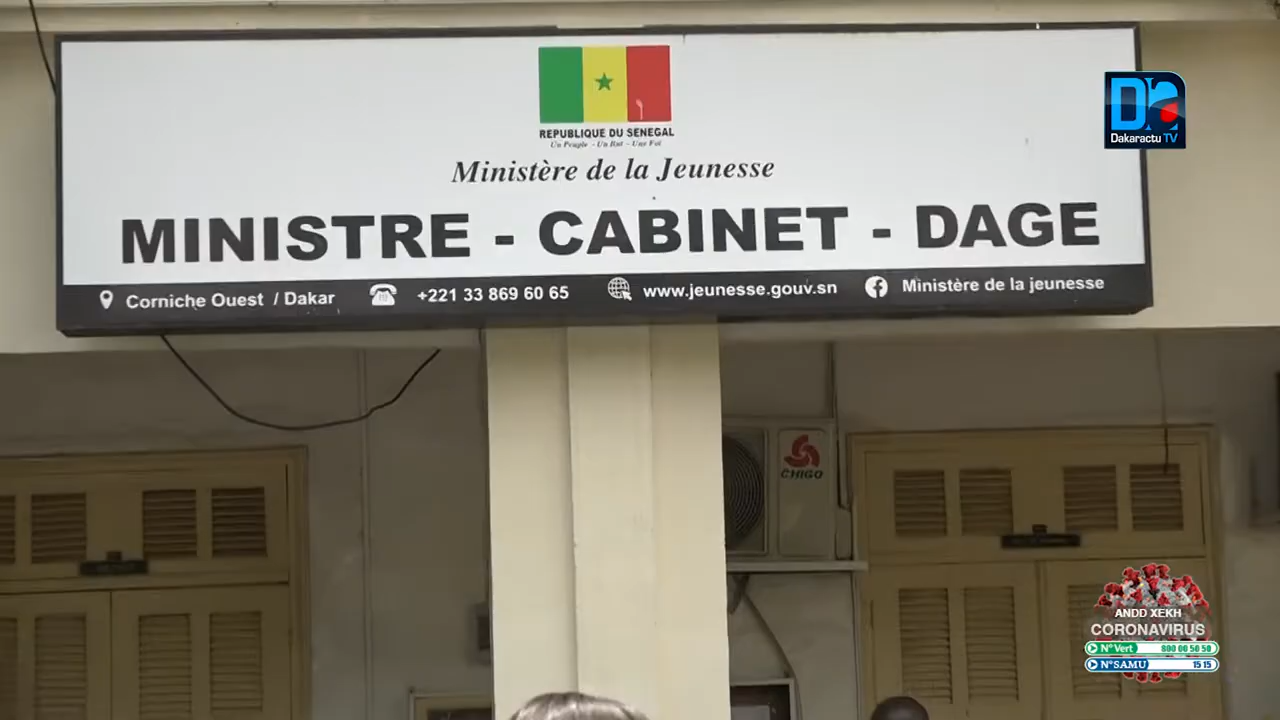 REPUBLIQUE DU SENEGAL
Un Peuple - Un But - Une Foi
Ministère de la Jeunesse
MINISTRE - CABINET - DAGE
Corniche Ouest / Dakar +221 33 869 60 65 www.jeunesse.gouv.sn Ministère de la jeunesse
Dakaractu TV
CHIGO
ANDD XEKH
CORONAVIRUS
N° Vert 800 00 50 50
N° SAMU 15 15